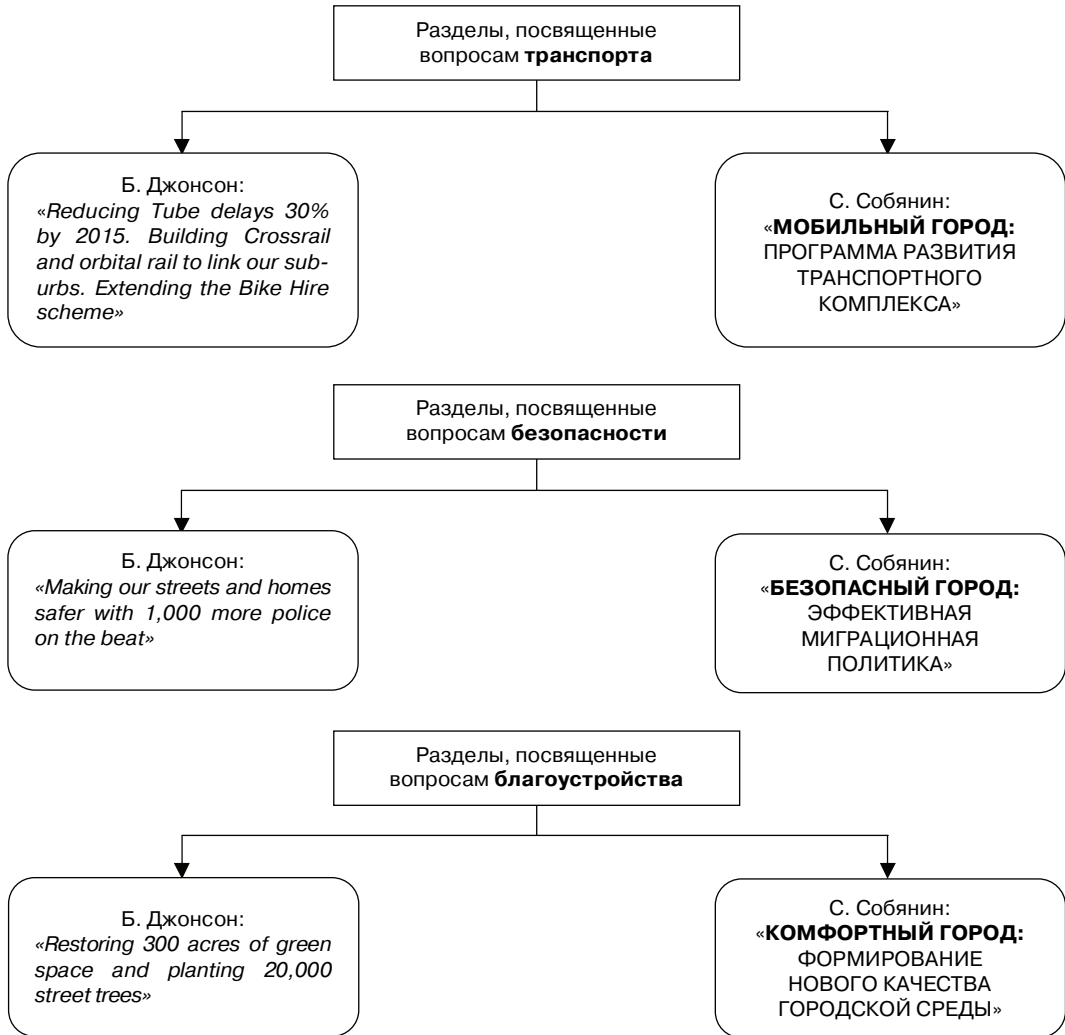 Разделы, посвященные
вопросам транспорта
Б. Джонсон:
«Reducing Tube delays 30%
by 2015. Building Crossrail
and orbital rail to link our sub-
urbs. Extending the Bike Hire
scheme»
С. Собянин:
«МОБИЛЬНЫЙ ГОРОД:
ПРОГРАММА РАЗВИТИЯ
ТРАНСПОРТНОГО
КОМПЛЕКСА»
Разделы, посвященные
вопросам безопасности
Б. Джонсон:
«Making our streets and homes
safer with 1,000 more police
on the beat»
С. Собянин:
«БЕЗОПАСНЫЙ ГОРОД:
ЭФФЕКТИВНАЯ
МИГРАЦИОННАЯ
ПОЛИТИКА»
Разделы, посвященные
вопросам благоустройства
Б. Джонсон:
«Restoring 300 acres of green
space and planting 20,000
street trees»
С. Собянин:
«КОМФОРТНЫЙ ГОРОД:
ФОРМИРОВАНИЕ
НОВОГО КАЧЕСТВА
ГОРОДСКОЙ СРЕДЫ»